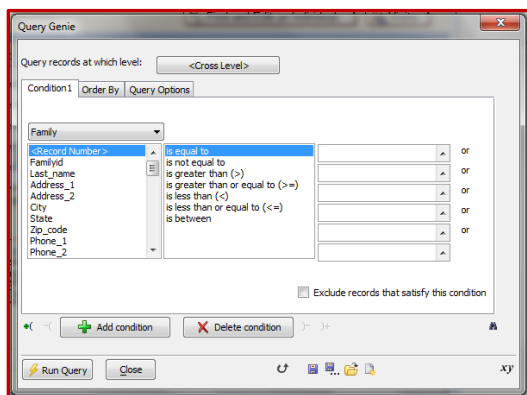 Query Genie
Query records at which level: <Cross Level>
Condition1 Order By Query Options
Family
<Record Number> is equal to or
Familyid is not equal to
Last_name is greater than (>) or
Address_1 is greater than or equal to (>=)
Address_2 is less than (<) or
City is less than or equal to (<=)
State is between or
Zip_code
Phone_1
Phone_2
Exclude records that satisfy this condition
+( -( Add condition Delete condition )- )+
Run Query Close xy